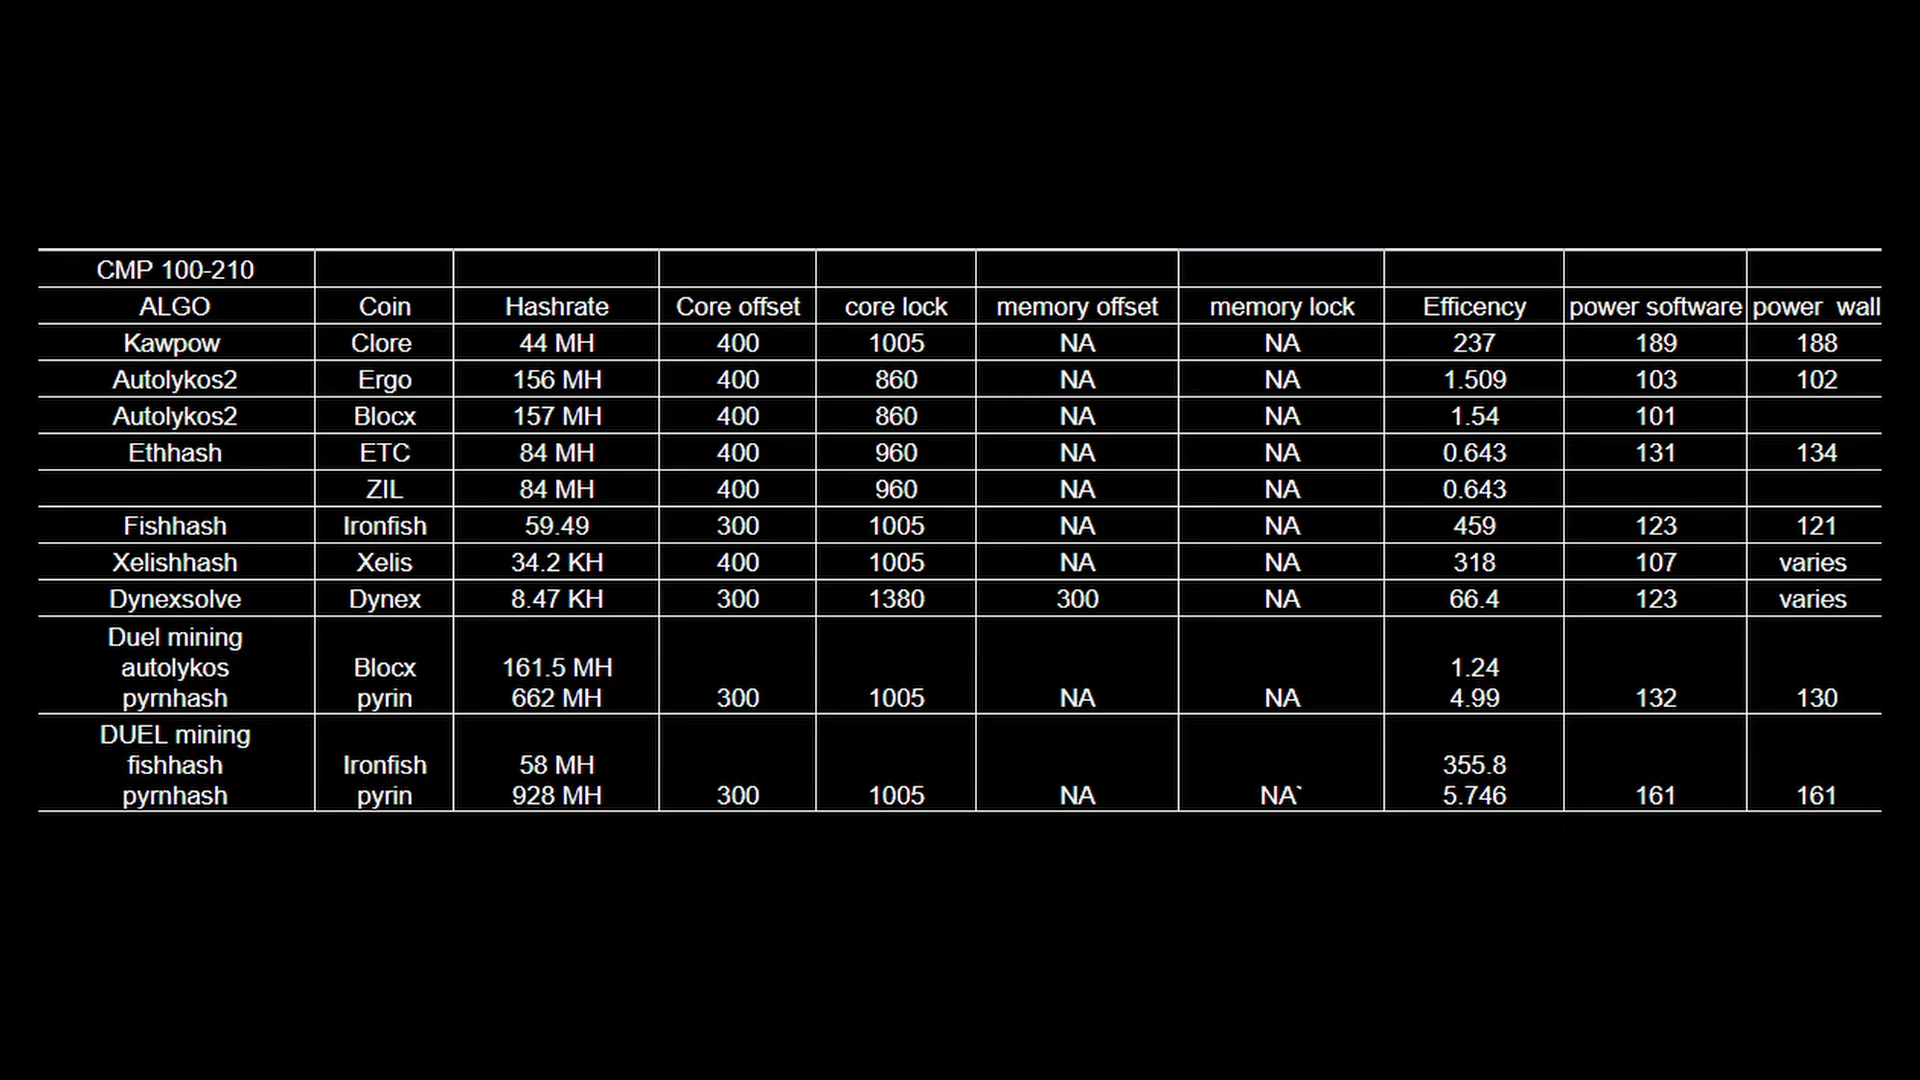 CMP 100-210
ALGO Coin Hashrate Core offset core lock memory offset memory lock Efficency power software power wall
Kawpow Clore 44 MH 400 1005 NA NA 237 189 188
Autolykos2 Ergo 156 MH 400 860 NA NA 1.509 103 102
Autolykos2 Blocx 157 MH 400 860 NA NA 1.54 101
Ethhash ETC 84 MH 400 960 NA NA 0.643 131 134
ZIL 84 MH 400 960 NA NA 0.643
Fishhash Ironfish 59.49 300 1005 NA NA 459 123 121
Xelishhash Xelis 34.2 KH 400 1005 NA NA 318 107 varies
Dynexsolve Dynex 8.47 KH 300 1380 300 NA 66.4 123 varies
Duel mining
autolykos Blocx 161.5 MH 1.24
pyrnhash pyrin 662 MH 300 1005 NA NA 4.99 132 130
DUEL mining
fishhash Ironfish 58 MH 355.8
pyrnhash pyrin 928 MH 300 1005 NA NA` 5.746 161 161